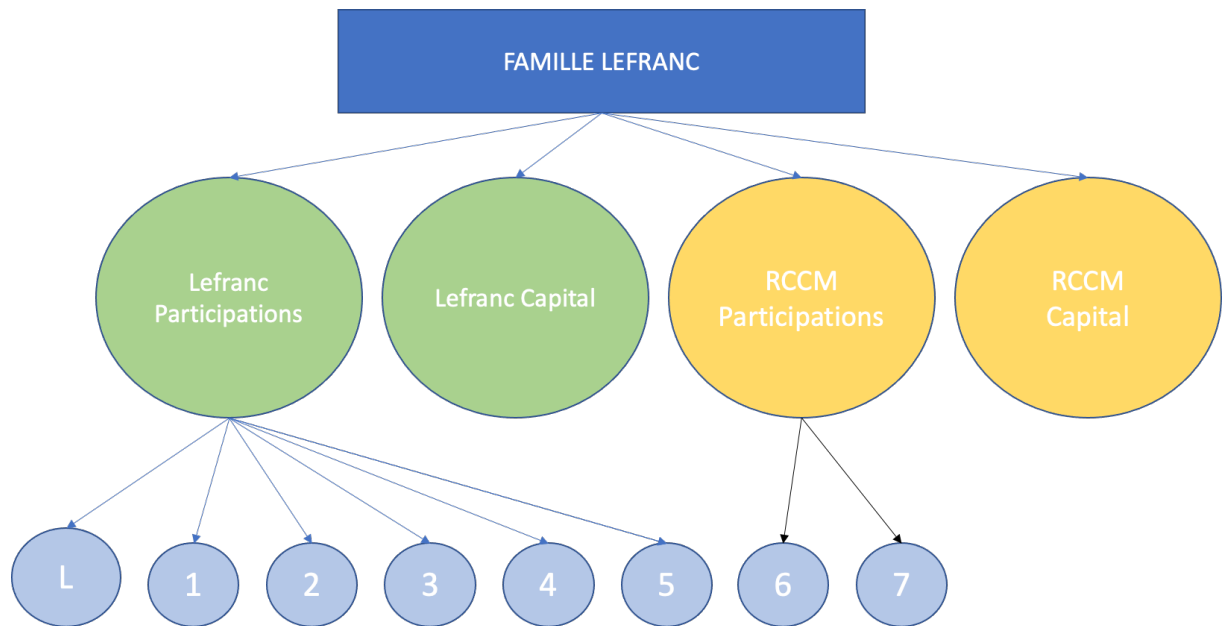 FAMILLE LEFRANC
Lefranc
Participations
Lefranc Capital
RCCM
Participations
RCCM
Capital
L
1
2
3
4
5
6
7